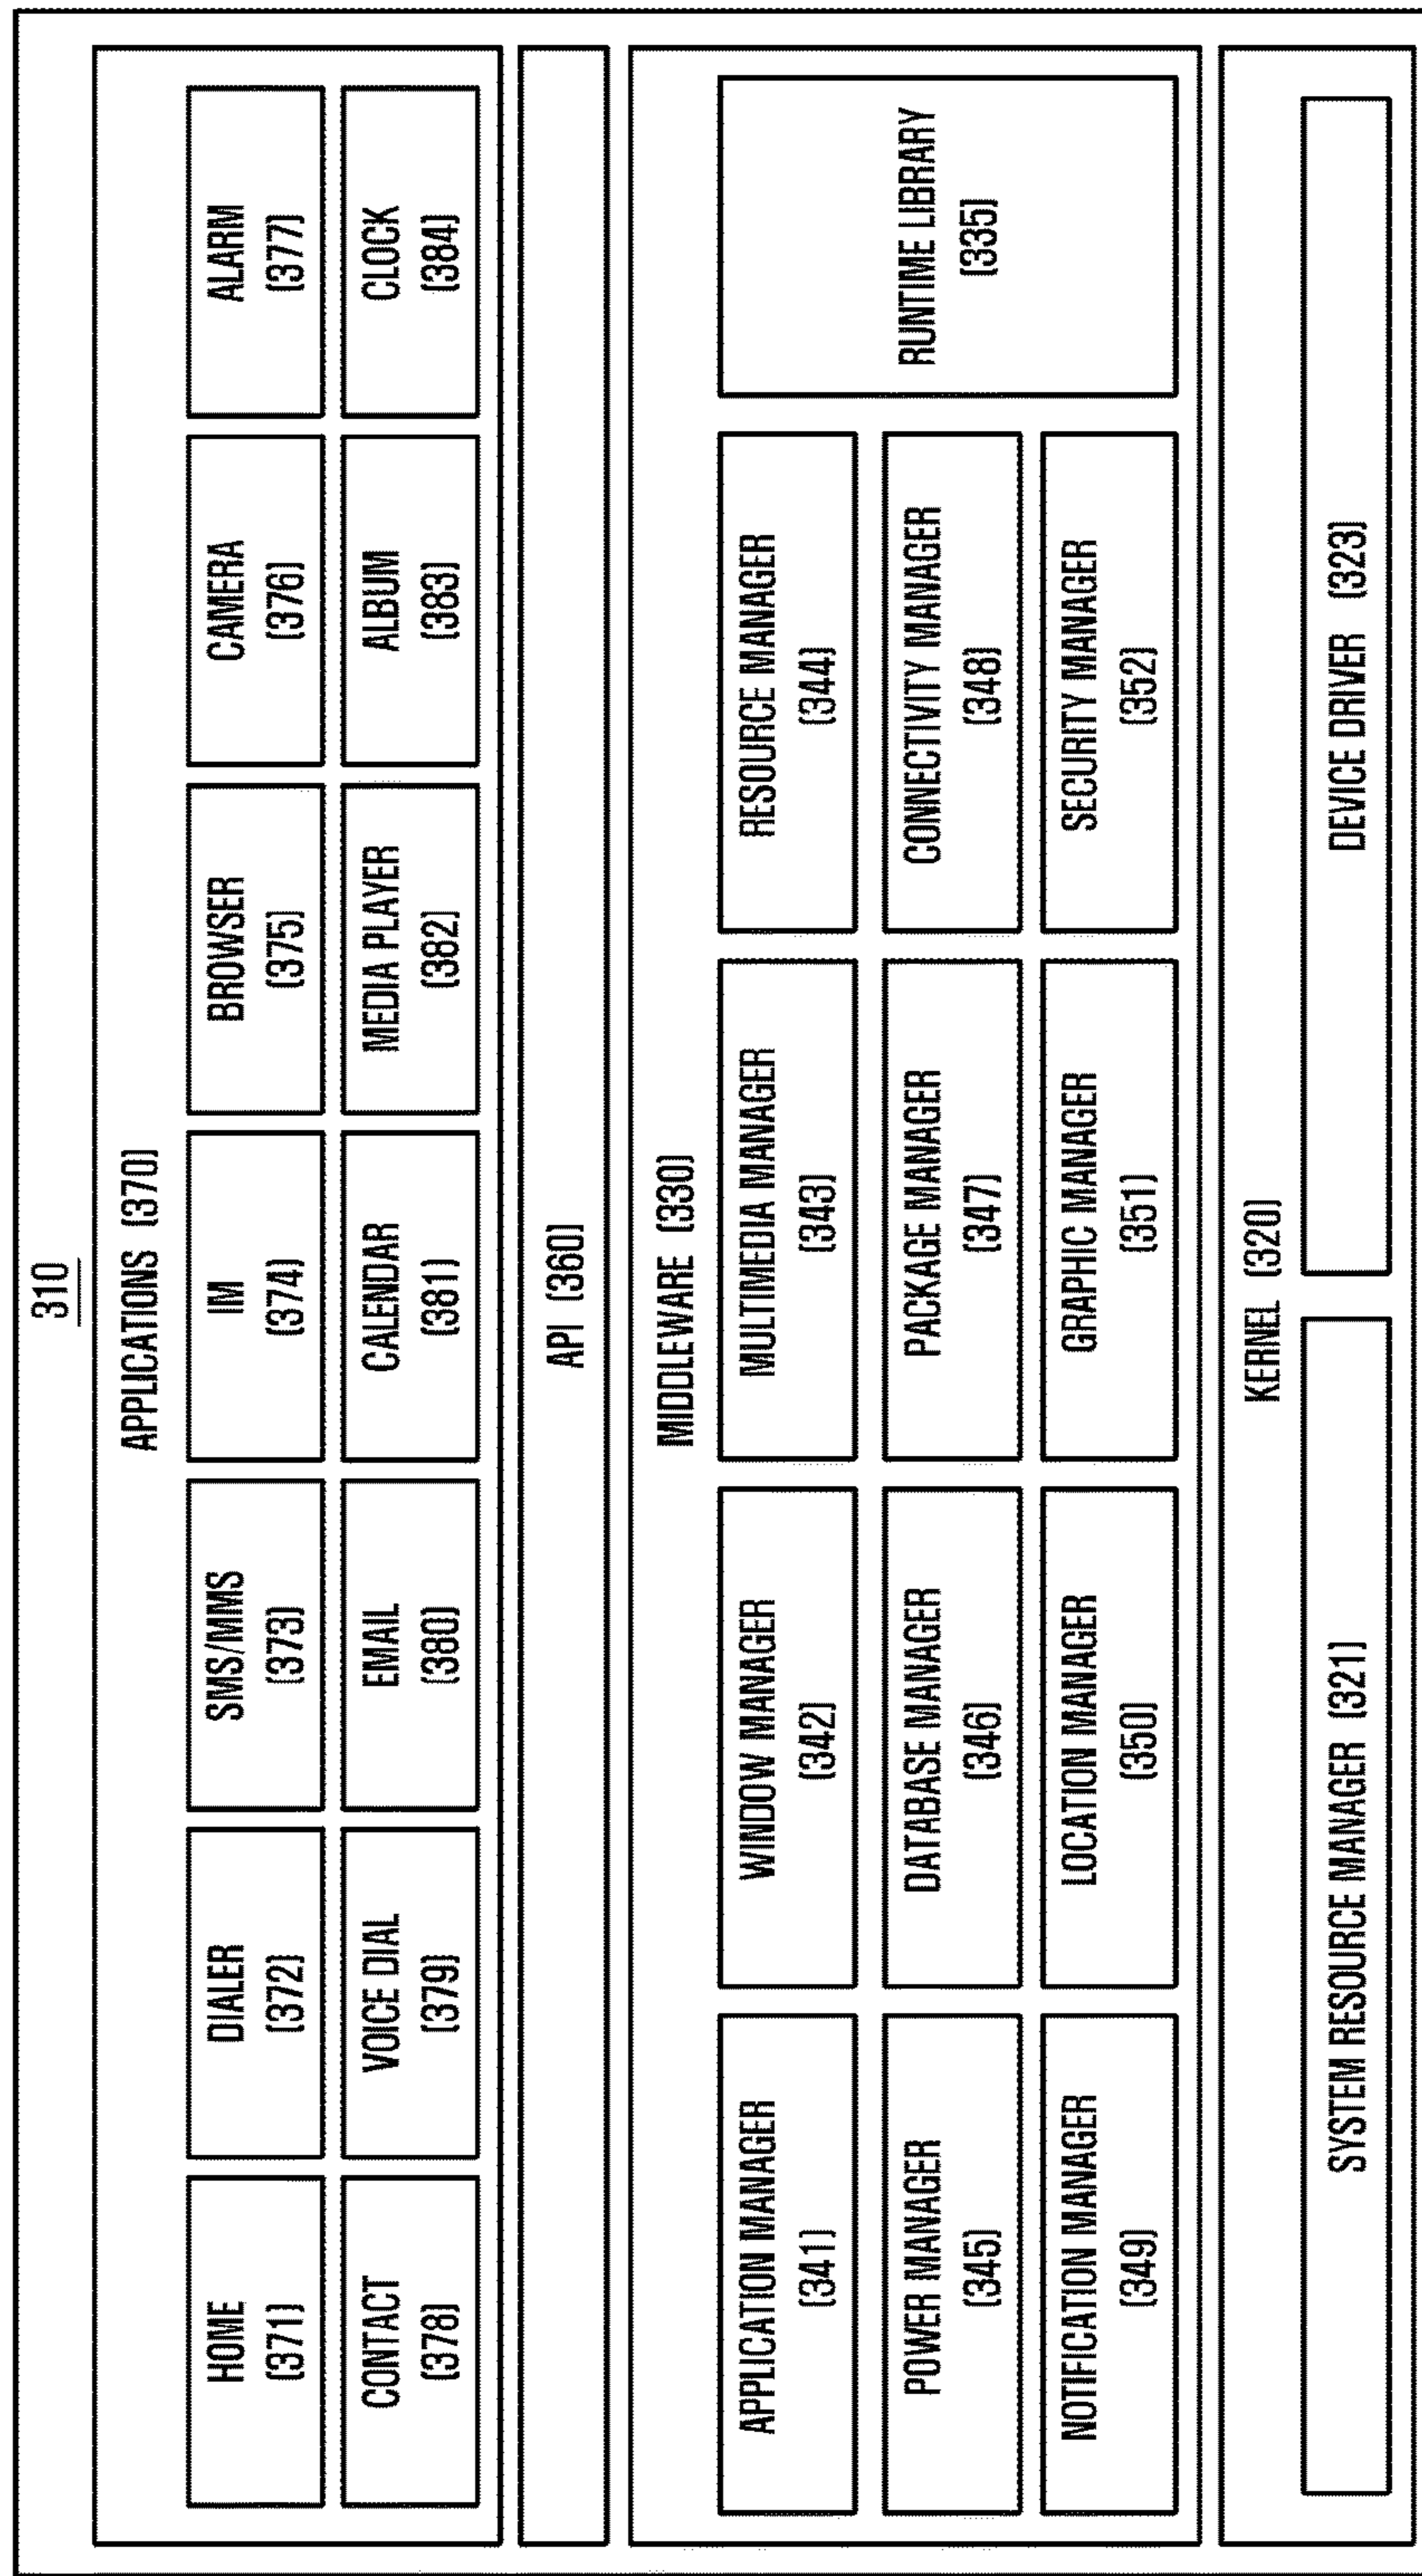 310
APPLICATIONS (370)
HOME
(371)
DIALER
(372)
SMS/MMS
(373)
IM
(374)
BROWSER
(375)
CAMERA
(376)
ALARM
(377)
CONTACT
(378)
VOICE DIAL
(379)
EMAIL
(380)
CALENDAR
(381)
MEDIA PLAYER
(382)
ALBUM
(383)
CLOCK
(384)
API (360)
MIDDLEWARE (330)
APPLICATION MANAGER
(341)
WINDOW MANAGER
(342)
MULTIMEDIA MANAGER
(343)
RESOURCE MANAGER
(344)
POWER MANAGER
(345)
DATABASE MANAGER
(346)
PACKAGE MANAGER
(347)
CONNECTIVITY MANAGER
(348)
NOTIFICATION MANAGER
(349)
LOCATION MANAGER
(350)
GRAPHIC MANAGER
(351)
SECURITY MANAGER
(352)
RUNTIME LIBRARY
(335)
KERNEL (320)
SYSTEM RESOURCE MANAGER (321)
DEVICE DRIVER (323)